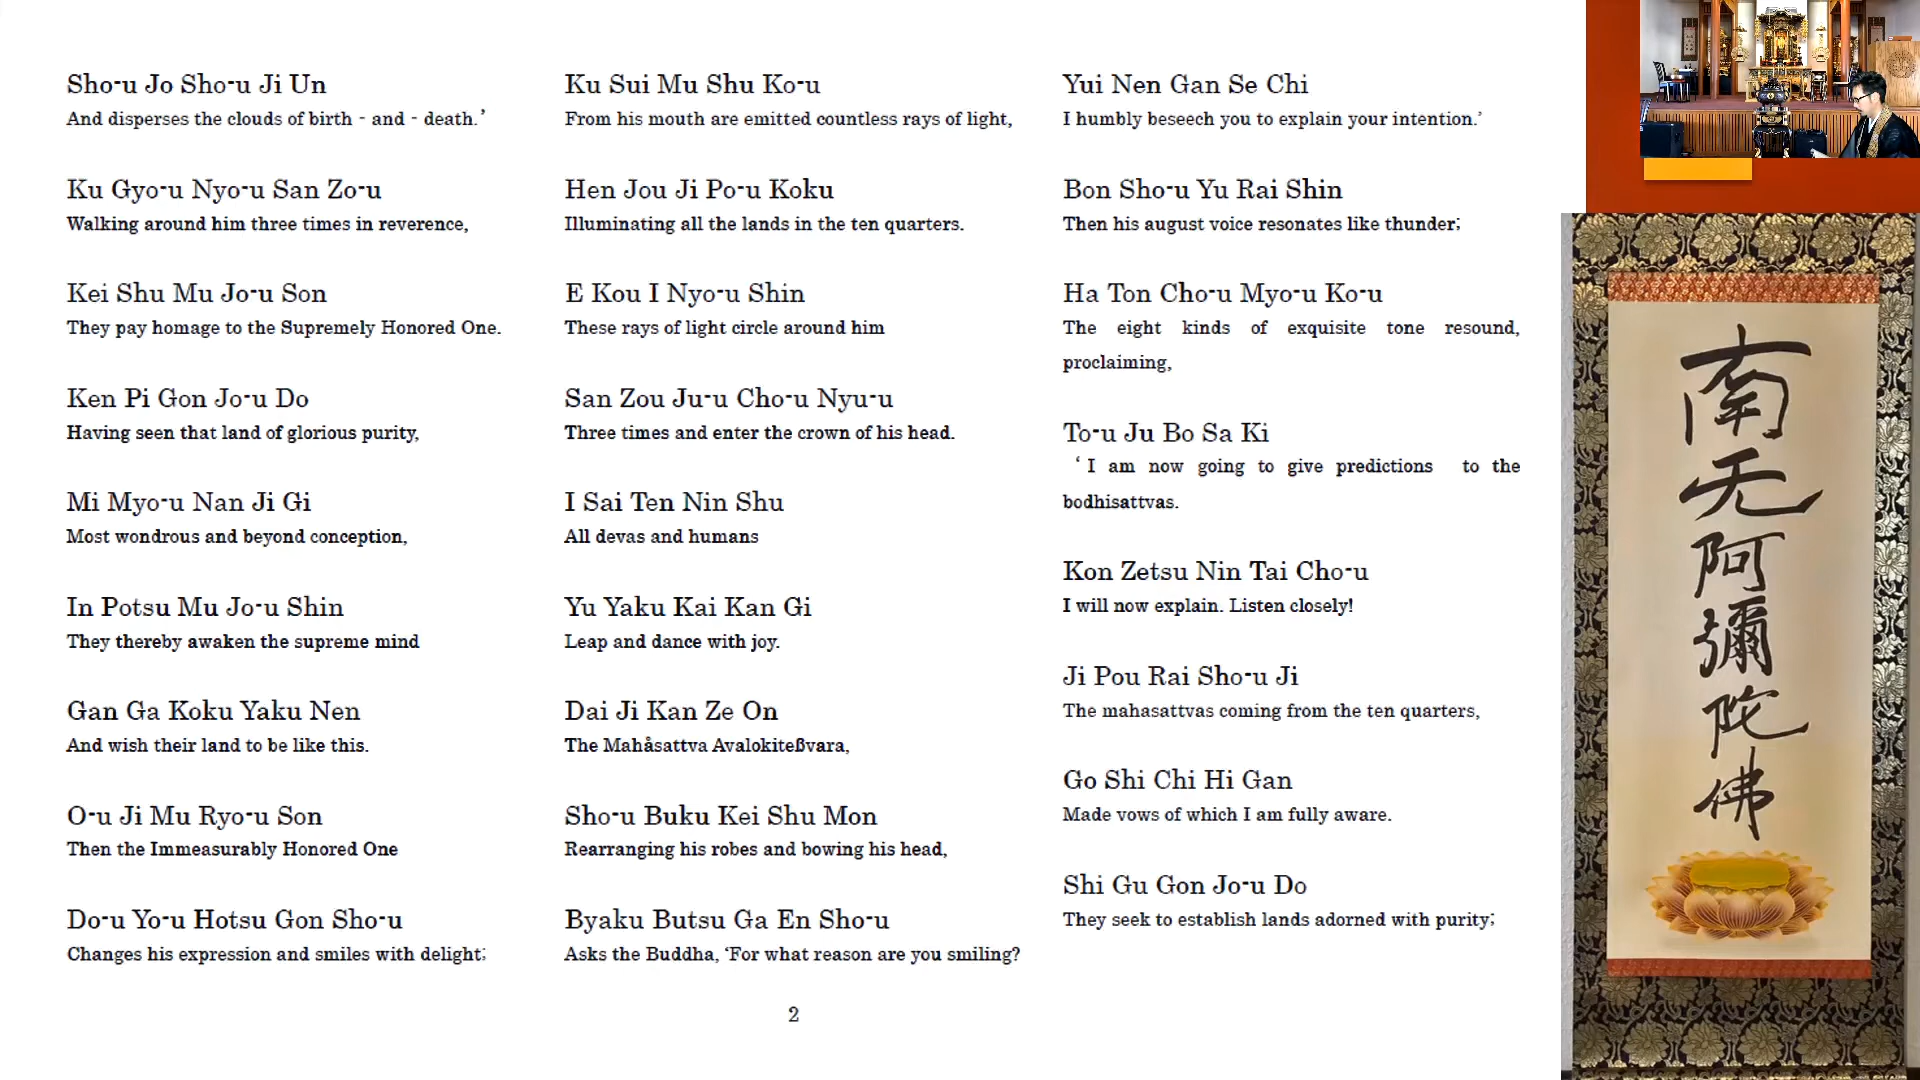 Sho-u Jo Sho-u Ji Un
And disperses the clouds of birth - and - death.’
Ku Gyo-u Nyo-u San Zo-u
Walking around him three times in reverence,
Kei Shu Mu Jo-u Son
They pay homage to the Supremely Honored One.
Ken Pi Gon Jo-u Do
Having seen that land of glorious purity,
Mi Myo-u Nan Ji Gi
Most wondrous and beyond conception,
In Potsu Mu Jo-u Shin
They thereby awaken the supreme mind
Gan Ga Koku Yaku Nen
And wish their land to be like this.
O-u Ji Mu Ryo-u Son
Then the Immeasurably Honored One
Do-u Yo-u Hotsu Gon Sho-u
Changes his expression and smiles with delight;
Ku Sui Mu Shu Ko-u
From his mouth are emitted countless rays of light,
Hen Jou Ji Po-u Koku
Illuminating all the lands in the ten quarters.
E Kou I Nyo-u Shin
These rays of light circle around him
San Zou Ju-u Cho-u Nyu-u
Three times and enter the crown of his head.
I Sai Ten Nin Shu
All devas and humans
Yu Yaku Kai Kan Gi
Leap and dance with joy.
Dai Ji Kan Ze On
The Mahåsattva Avalokiteßvara,
Sho-u Buku Kei Shu Mon
Rearranging his robes and bowing his head,
Byaku Butsu Ga En Sho-u
Asks the Buddha, ‘For what reason are you smiling?
Yui Nen Gan Se Chi
I humbly beseech you to explain your intention.’
Bon Sho-u Yu Rai Shin
Then his august voice resonates like thunder;
Ha Ton Cho-u Myo-u Ko-u
The eight kinds of exquisite tone resound,
proclaiming,
To-u Ju Bo Sa Ki
‘ I am now going to give predictions to the
bodhisattvas.
Kon Zetsu Nin Tai Cho-u
I will now explain. Listen closely!
Ji Pou Rai Sho-u Ji
The mahasattvas coming from the ten quarters,
Go Shi Chi Hi Gan
Made vows of which I am fully aware.
Shi Gu Gon Jo-u Do
They seek to establish lands adorned with purity;
2
南无阿彌陀佛